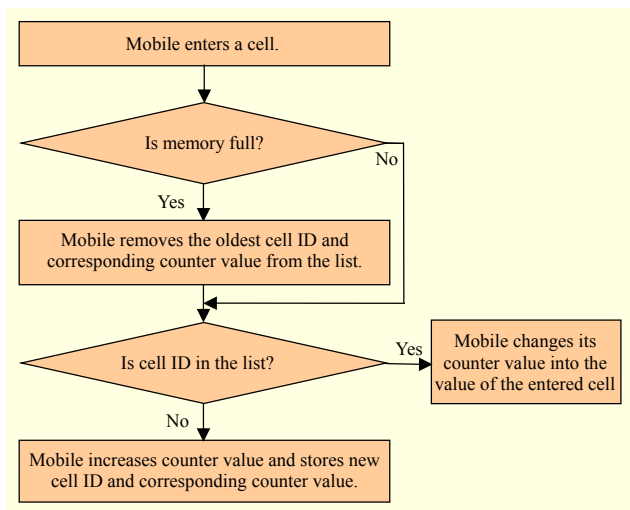 Mobile enters a cell.
Is memory full?
No
Yes
Mobile removes the oldest cell ID and
corresponding counter value from the list.
Is cell ID in the list?
Yes
Mobile changes its
counter value into the
value of the entered cell
No
Mobile increases counter value and stores new
cell ID and corresponding counter value.